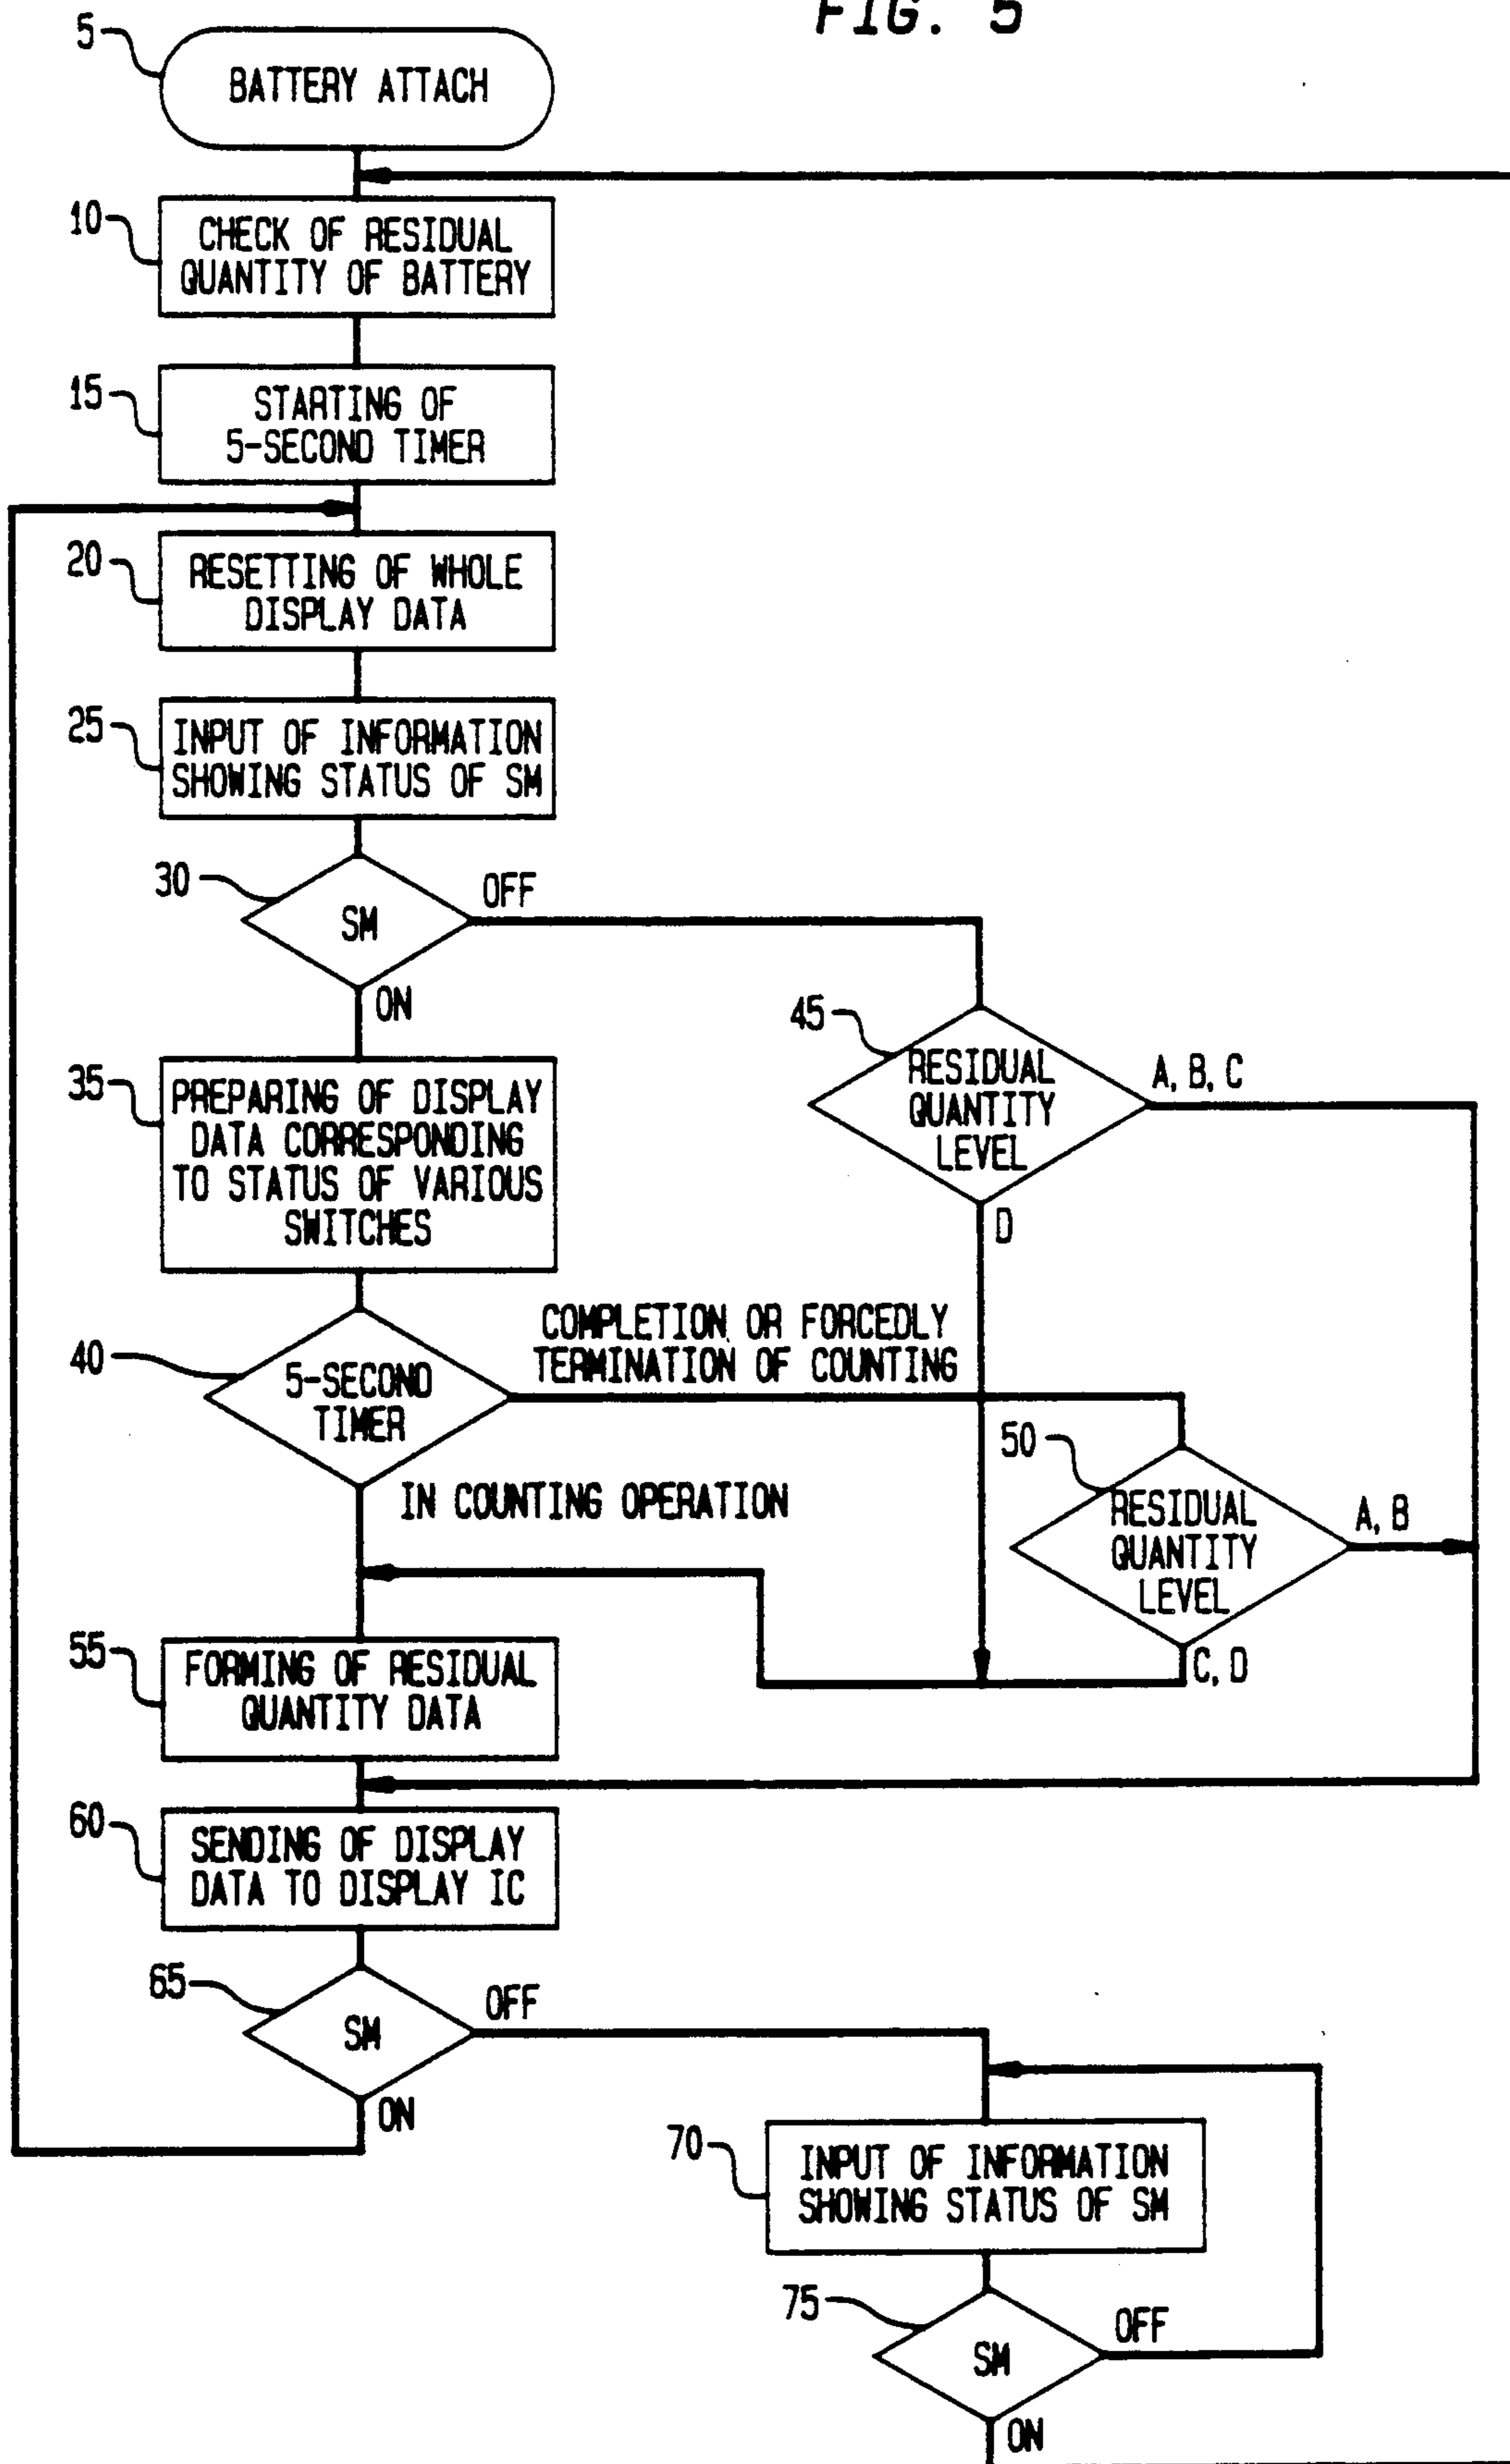 FIG. 5
5
BATTERY ATTACH
10
CHECK OF RESIDUAL
QUANTITY OF BATTERY
15
STARTING OF
5-SECOND TIMER
20
RESETTING OF WHOLE
DISPLAY DATA
25
INPUT OF INFORMATION
SHOWING STATUS OF SM
30
SM
OFF
ON
45
RESIDUAL
QUANTITY
LEVEL
A, B, C
D
35
PREPARING OF DISPLAY
DATA CORRESPONDING
TO STATUS OF VARIOUS
SWITCHES
40
5-SECOND
TIMER
COMPLETION OR FORCEDLY
TERMINATION OF COUNTING
IN COUNTING OPERATION
50
RESIDUAL
QUANTITY
LEVEL
A, B
C, D
55
FORMING OF RESIDUAL
QUANTITY DATA
60
SENDING OF DISPLAY
DATA TO DISPLAY IC
65
SM
OFF
ON
70
INPUT OF INFORMATION
SHOWING STATUS OF SM
75
SM
OFF
ON